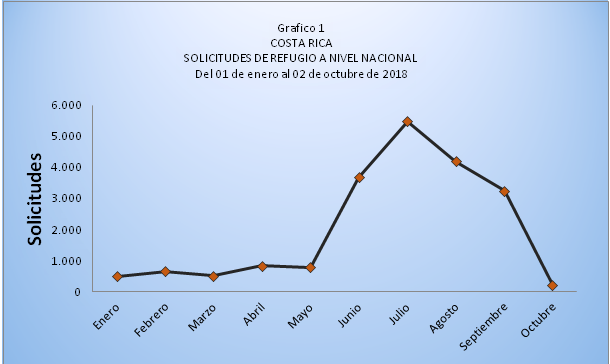 Grafico 1
COSTA RICA
SOLICITUDES DE REFUGIO A NIVEL NACIONAL
Del 01 de enero al 02 de octubre de 2018
Solicitudes
6.000
5.000
4.000
3.000
2.000
1.000
0
Enero
Febrero
Marzo
Abril
Mayo
Junio
Julio
Agosto
Septiembre
Octubre